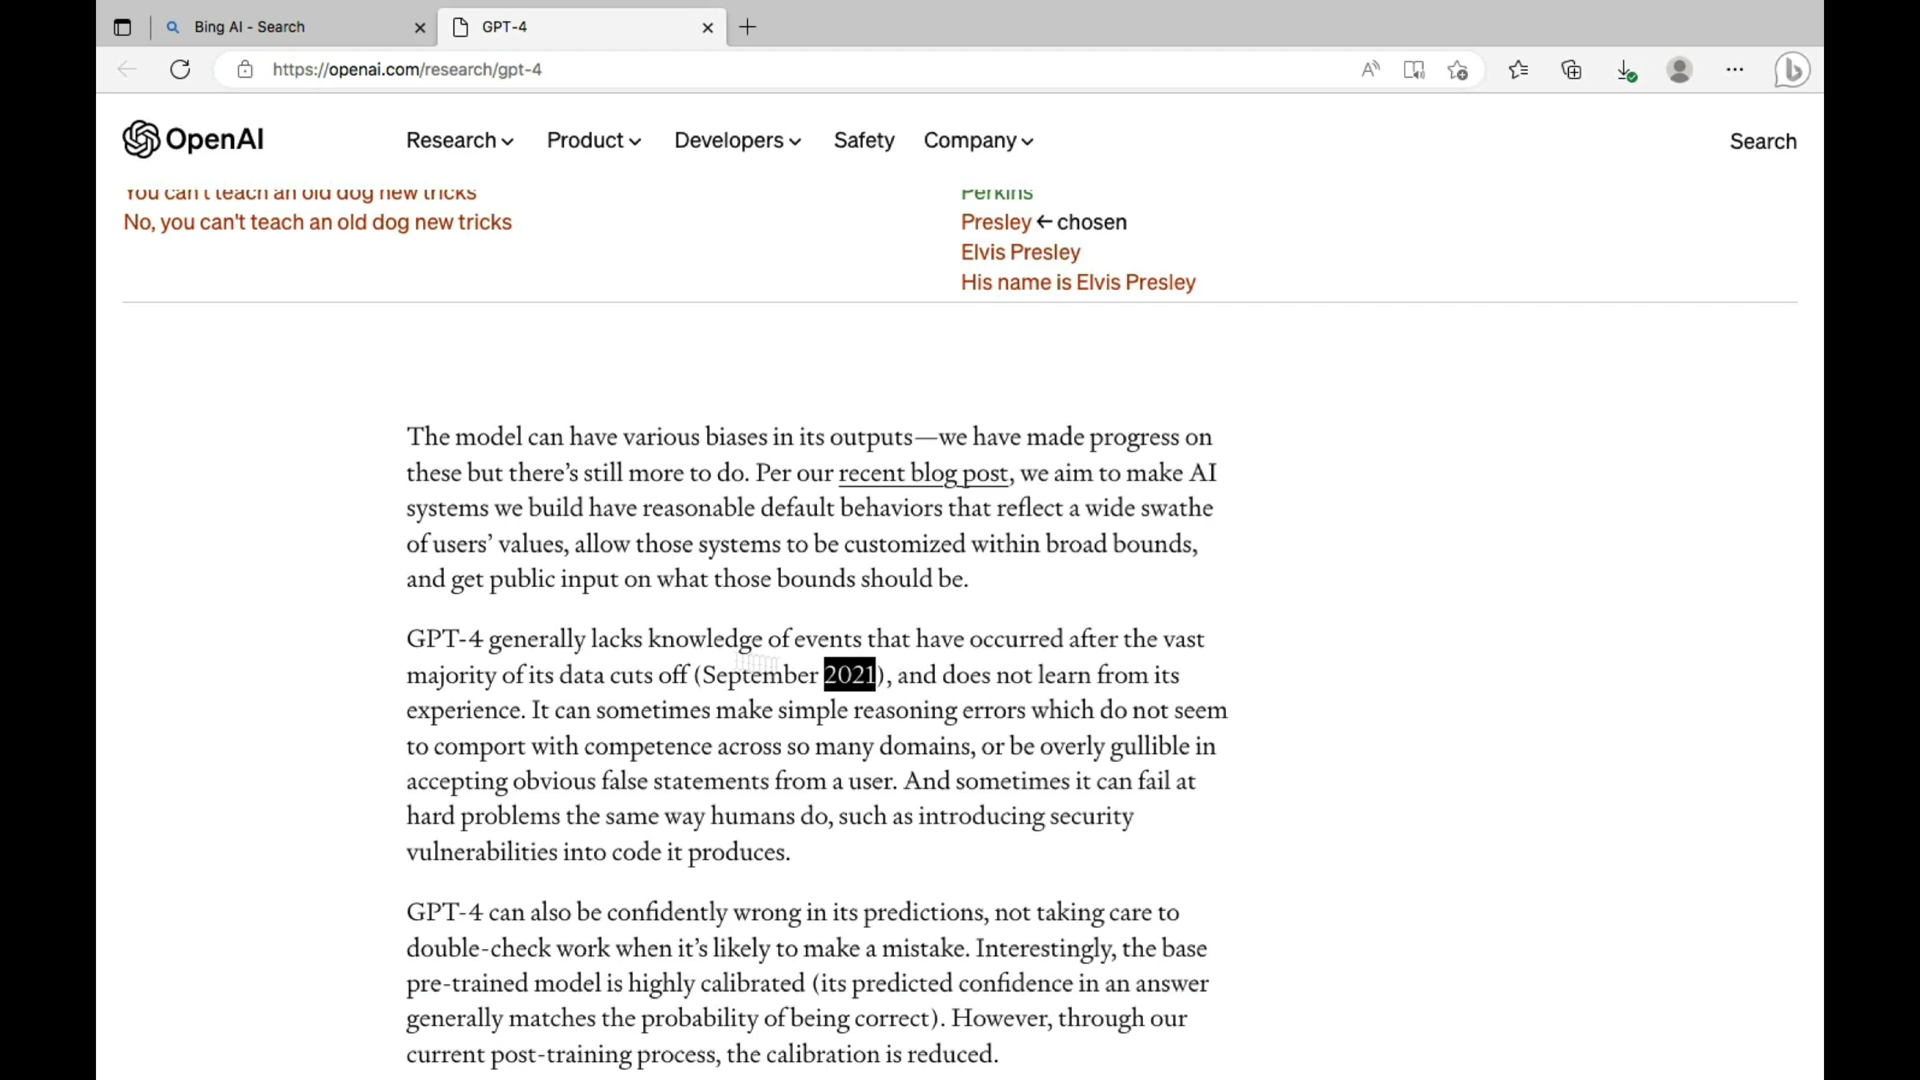 Bing AI - Search
GPT-4
https://openai.com/research/gpt-4
OpenAI
Research
Product
Developers
Safety
Company
Search
You can't teach an old dog new tricks
No, you can't teach an old dog new tricks
Perkins
Presley ← chosen
Elvis Presley
His name is Elvis Presley
The model can have various biases in its outputs—we have made progress on
these but there’s still more to do. Per our recent blog post, we aim to make AI
systems we build have reasonable default behaviors that reflect a wide swathe
of users’ values, allow those systems to be customized within broad bounds,
and get public input on what those bounds should be.
GPT-4 generally lacks knowledge of events that have occurred after the vast
majority of its data cuts off (September 2021), and does not learn from its
experience. It can sometimes make simple reasoning errors which do not seem
to comport with competence across so many domains, or be overly gullible in
accepting obvious false statements from a user. And sometimes it can fail at
hard problems the same way humans do, such as introducing security
vulnerabilities into code it produces.
GPT-4 can also be confidently wrong in its predictions, not taking care to
double-check work when it’s likely to make a mistake. Interestingly, the base
pre-trained model is highly calibrated (its predicted confidence in an answer
generally matches the probability of being correct). However, through our
current post-training process, the calibration is reduced.